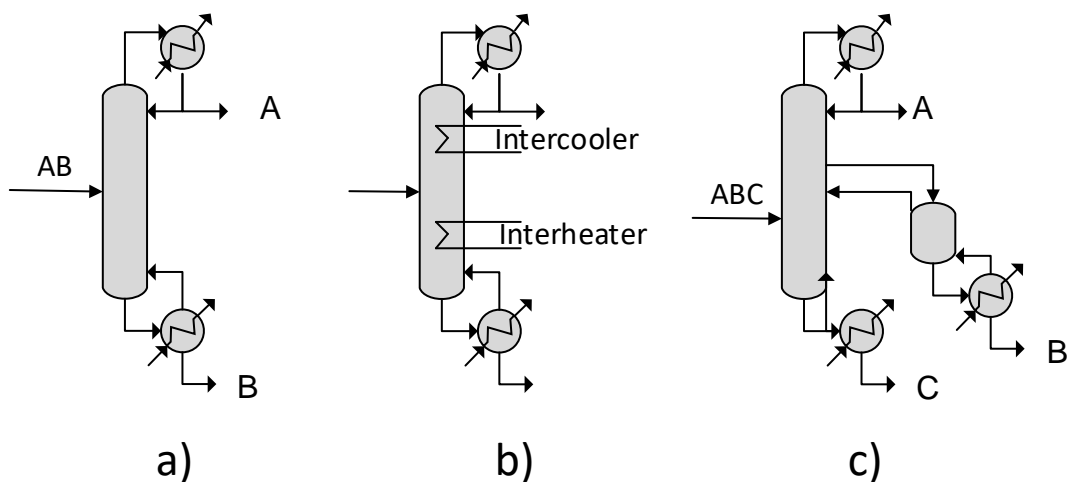 A
AB
B
a)
Intercooler
Interheater
b)
A
ABC
B
C
c)